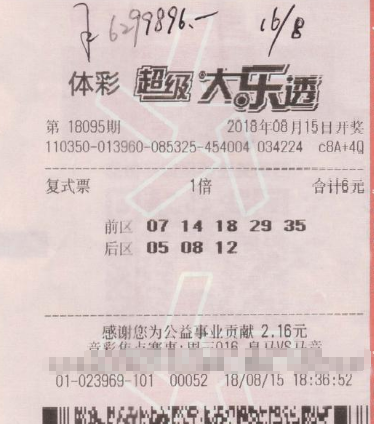 6299896.— 16/8
体彩 超级大乐透
第 18095期 2018年08月15日开奖
110350-013960-085325-454004 034224 c8A+4Q
复式票 1倍 合计6元
前区 07 14 18 29 35
后区 05 08 12
感谢您为公益事业贡献 2.16元
01-023969-101 00052 18/08/15 18:36:52